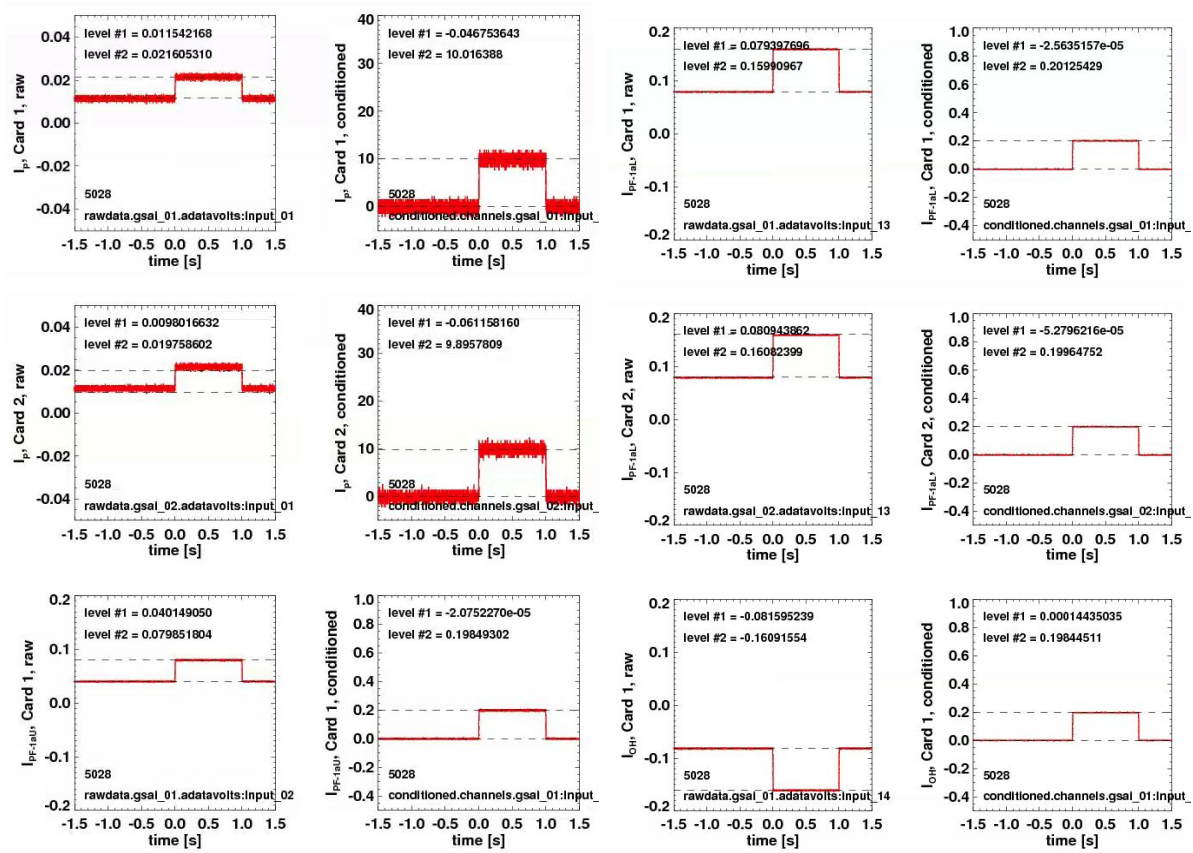 level #1 = 0.011542168
level #2 = 0.021605310
0.04
0.02
0.00
-0.02
-0.04
IP, Card 1, raw
5028
rawdata.gsai_01.adatavolts:input_01
-1.5 -1.0 -0.5 0.0 0.5 1.0 1.5
time [s]
level #1 = -0.046753643
level #2 = 10.016388
40
30
20
10
0
IP, Card 1, conditioned
5028
conditioned.channels.gsai_01:input_
-1.5 -1.0 -0.5 0.0 0.5 1.0 1.5
time [s]
level #1 = 0.079397696
level #2 = 0.15990967
0.2
0.1
0.0
-0.1
-0.2
IPF-1aL, Card 1, raw
5028
rawdata.gsai_01.adatavolts:input_13
-1.5 -1.0 -0.5 0.0 0.5 1.0 1.5
time [s]
level #1 = -2.5635157e-05
level #2 = 0.20125429
1.0
0.8
0.6
0.4
0.2
0.0
-0.2
-0.4
IPF-1aL, Card 1, conditioned
5028
conditioned.channels.gsai_01:input_
-1.5 -1.0 -0.5 0.0 0.5 1.0 1.5
time [s]
level #1 = 0.0098016632
level #2 = 0.019758602
0.04
0.02
0.00
-0.02
-0.04
IP, Card 2, raw
5028
rawdata.gsai_02.adatavolts:input_01
-1.5 -1.0 -0.5 0.0 0.5 1.0 1.5
time [s]
level #1 = -0.061158160
level #2 = 9.8957809
40
30
20
10
0
IP, Card 2, conditioned
5028
conditioned.channels.gsai_02:input_
-1.5 -1.0 -0.5 0.0 0.5 1.0 1.5
time [s]
level #1 = 0.080943862
level #2 = 0.16082399
0.2
0.1
0.0
-0.1
-0.2
IPF-1aL, Card 2, raw
5028
rawdata.gsai_02.adatavolts:input_13
-1.5 -1.0 -0.5 0.0 0.5 1.0 1.5
time [s]
level #1 = -5.2796216e-05
level #2 = 0.19964752
1.0
0.8
0.6
0.4
0.2
0.0
-0.2
-0.4
IPF-1aL, Card 2, conditioned
5028
conditioned.channels.gsai_02:input_
-1.5 -1.0 -0.5 0.0 0.5 1.0 1.5
time [s]
level #1 = 0.040149050
level #2 = 0.079851804
0.2
0.1
0.0
-0.1
-0.2
IPF-1aU, Card 1, raw
5028
rawdata.gsai_01.adatavolts:input_02
-1.5 -1.0 -0.5 0.0 0.5 1.0 1.5
time [s]
level #1 = -2.0752270e-05
level #2 = 0.19849302
1.0
0.8
0.6
0.4
0.2
0.0
-0.2
-0.4
IPF-1aU, Card 1, conditioned
5028
conditioned.channels.gsai_01:input_
-1.5 -1.0 -0.5 0.0 0.5 1.0 1.5
time [s]
level #1 = -0.081595239
level #2 = -0.16091554
0.2
0.1
0.0
-0.1
-0.2
IOH, Card 1, raw
5028
rawdata.gsai_01.adatavolts:input_14
-1.5 -1.0 -0.5 0.0 0.5 1.0 1.5
time [s]
level #1 = 0.00014435035
level #2 = 0.19844511
1.0
0.8
0.6
0.4
0.2
0.0
-0.2
-0.4
IOH, Card 1, conditioned
5028
conditioned.channels.gsai_01:input_
-1.5 -1.0 -0.5 0.0 0.5 1.0 1.5
time [s]